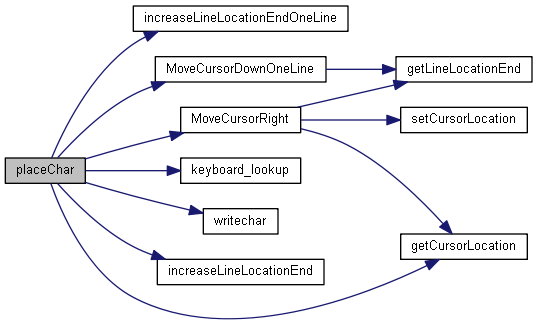 increaseLineLocationEndOneLine
MoveCursorDownOneLine
getLineLocationEnd
MoveCursorRight
setCursorLocation
placeChar
keyboard_lookup
writechar
getCursorLocation
increaseLineLocationEnd